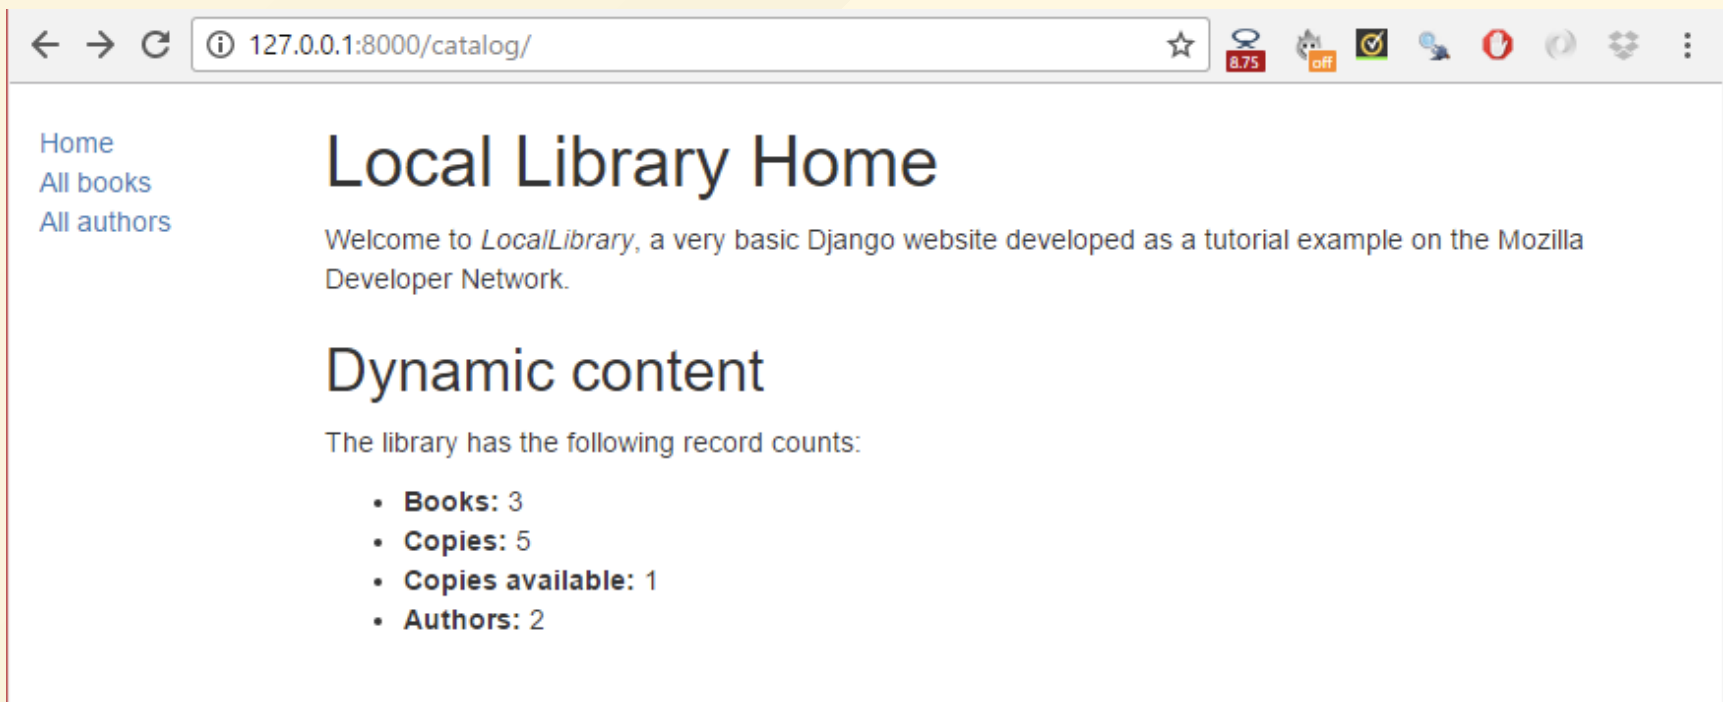 127.0.0.1:8000/catalog/
8.75
off
Home
All books
All authors
Local Library Home
Welcome to LocalLibrary, a very basic Django website developed as a tutorial example on the Mozilla
Developer Network.
Dynamic content
The library has the following record counts:
• Books: 3
• Copies: 5
• Copies available: 1
• Authors: 2